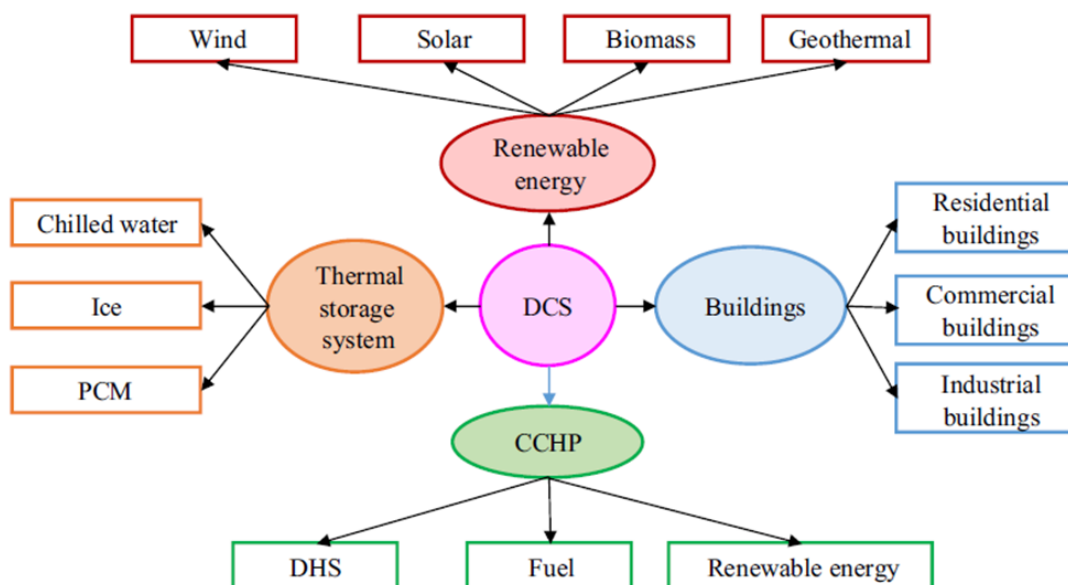 Wind
Solar
Biomass
Geothermal
Renewable
energy
Chilled water
Ice
PCM
Thermal
storage
system
DCS
Buildings
Residential
buildings
Commercial
buildings
Industrial
buildings
CCHP
DHS
Fuel
Renewable energy